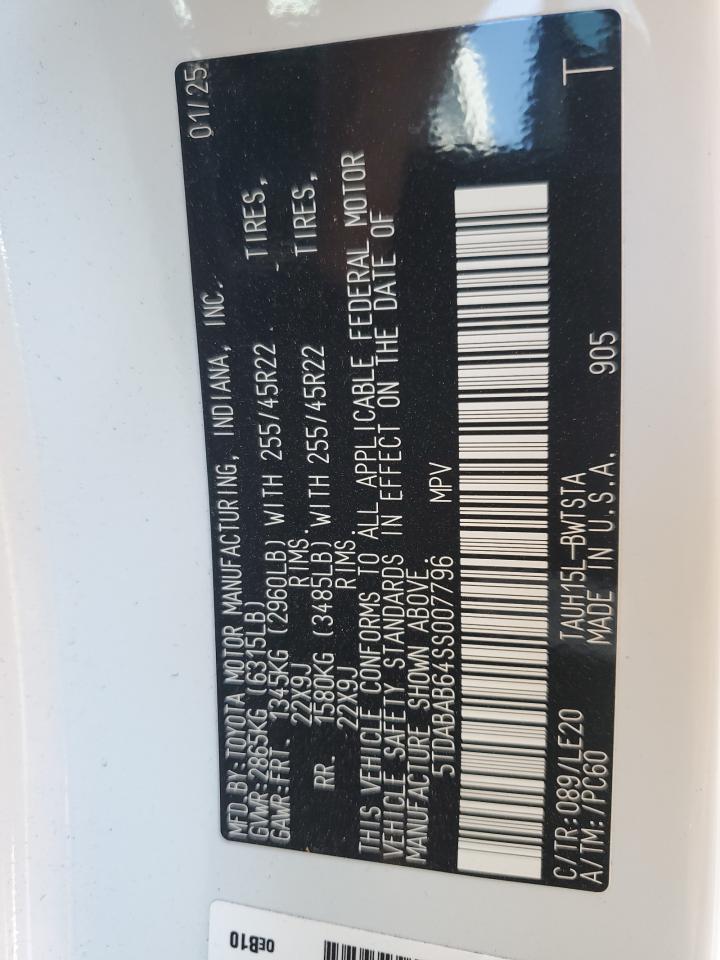 MFD BY:TOYOTA MOTOR MANUFACTURING, INDIANA, INC. 01/25
GVWR:2865KG (6315LB)
GAWR:FRT. 1345KG (2960LB) WITH 255/45R22 TIRES,
22X9J RIMS.
RR. 1580KG (3485LB) WITH 255/45R22 TIRES,
22X9J RIMS.
THIS VEHICLE CONFORMS TO ALL APPLICABLE FEDERAL MOTOR
VEHICLE SAFETY STANDARDS IN EFFECT ON THE DATE OF
MANUFACTURE SHOWN ABOVE.
5TDABAB64SS007796 MPV
C/TR:089/LE20 TAUH15L-BWTSTA T
A/TM:/PC60 MADE IN U.S.A. 905
OEB10